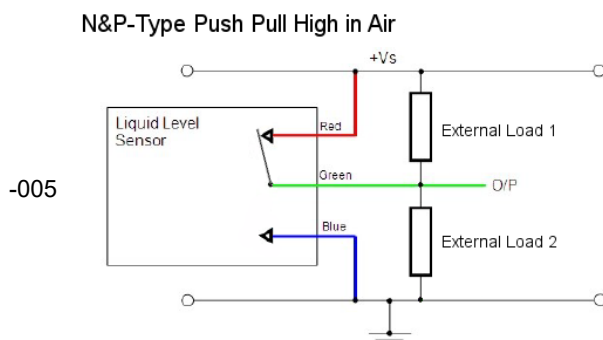 N&P-Type Push Pull High in Air
+Vs
Liquid Level
Sensor
Red
External Load 1
-005
Green
O/P
Blue
External Load 2